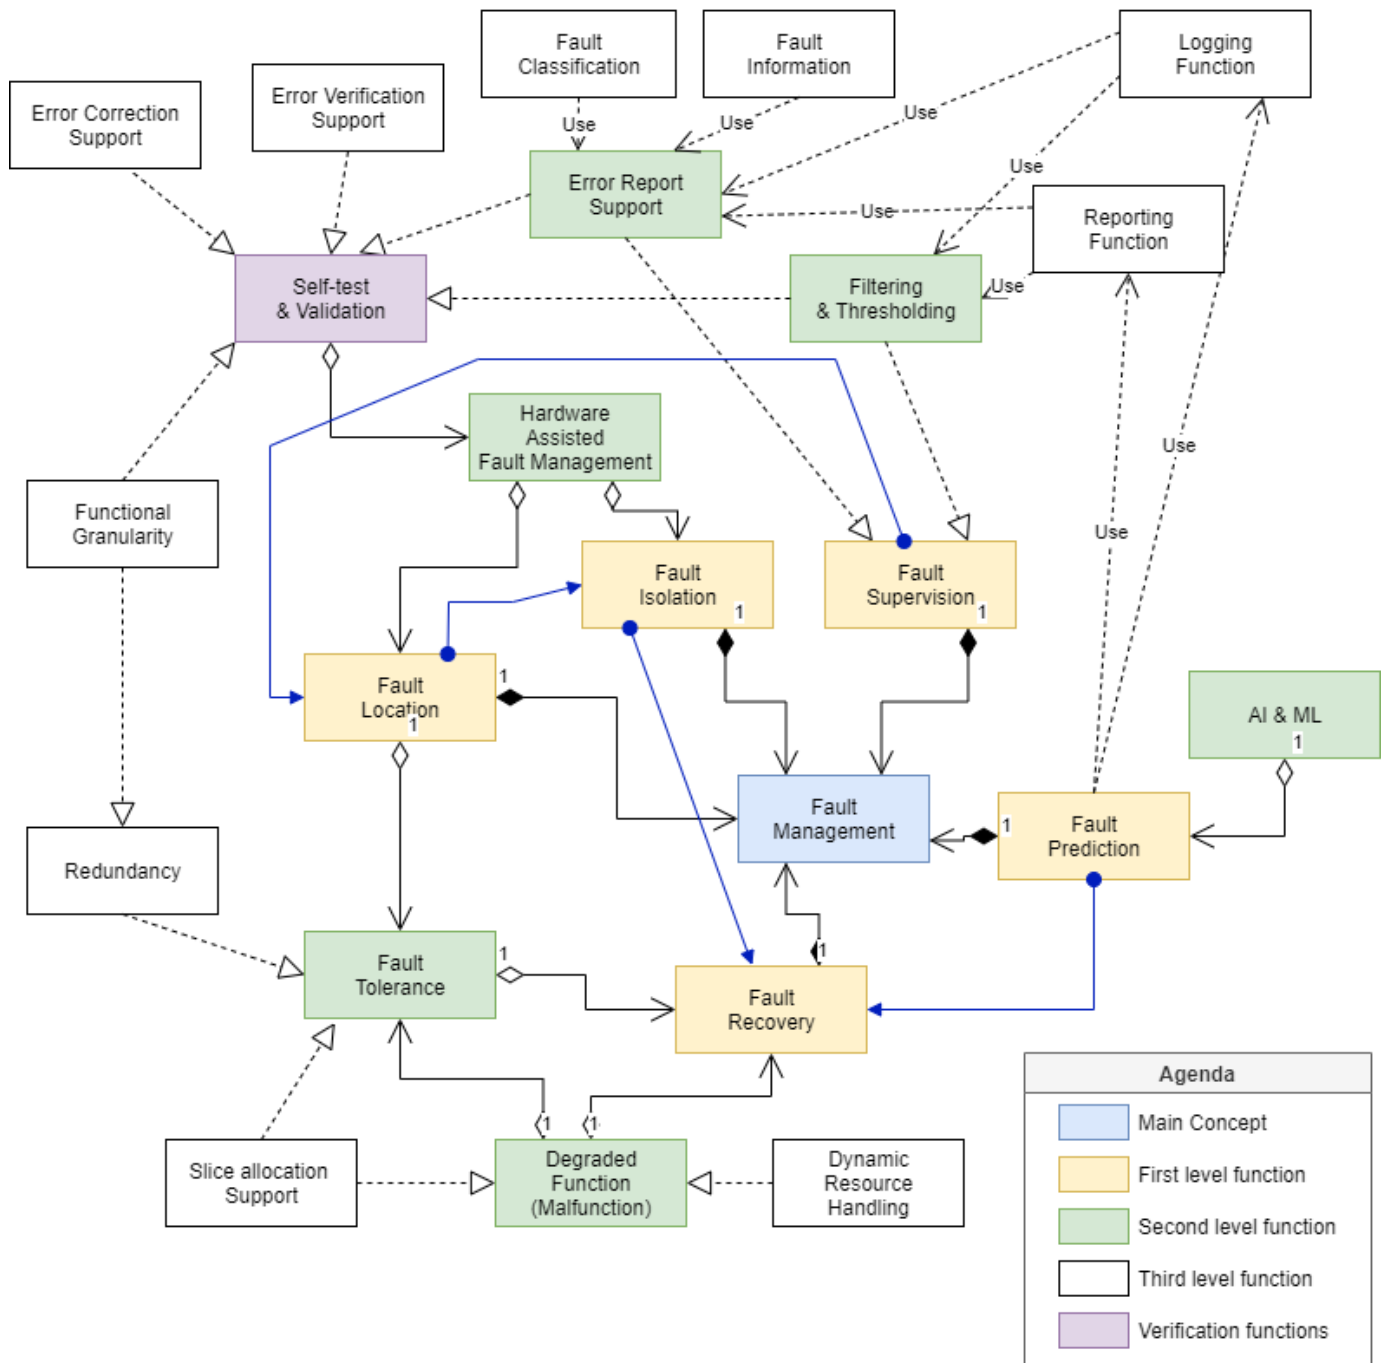 Fault
Classification
Fault
Information
Logging
Function
Error Correction
Support
Error Verification
Support
Use
Use
Use
Use
Error Report
Support
Use
Reporting
Function
Self-test
& Validation
Filtering
& Thresholding
Use
Hardware
Assisted
Fault Management
Use
Functional
Granularity
Use
Fault
Isolation
1
Fault
Supervision
1
Fault
Location
1
1
AI & ML
1
Fault
Management
1
Fault
Prediction
Redundancy
Fault
Tolerance
1
1
Fault
Recovery
1
1
Slice allocation
Support
Degraded
Function
(Malfunction)
Dynamic
Resource
Handling
Agenda
Main Concept
First level function
Second level function
Third level function
Verification functions